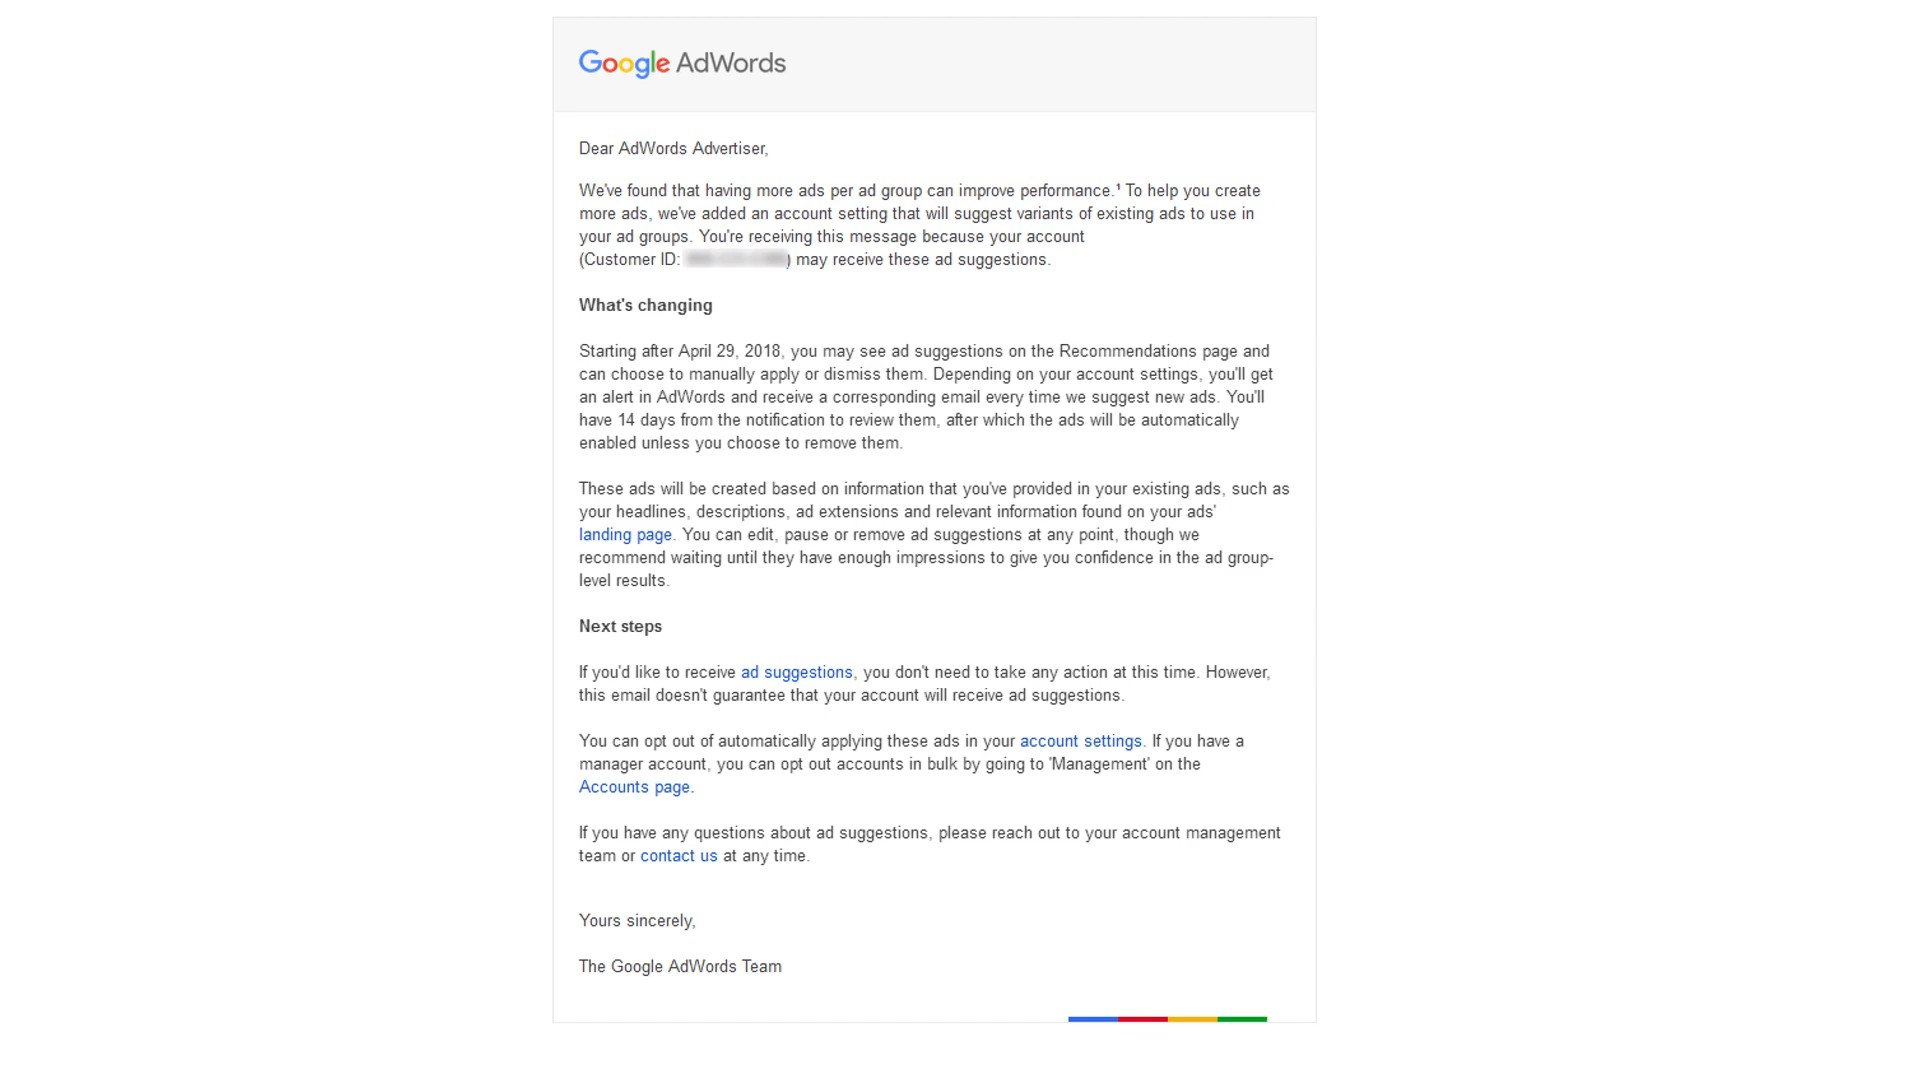 Google AdWords
Dear AdWords Advertiser,
We've found that having more ads per ad group can improve performance.¹ To help you create
more ads, we've added an account setting that will suggest variants of existing ads to use in
your ad groups. You're receiving this message because your account
(Customer ID: ) may receive these ad suggestions.
What's changing
Starting after April 29, 2018, you may see ad suggestions on the Recommendations page and
can choose to manually apply or dismiss them. Depending on your account settings, you'll get
an alert in AdWords and receive a corresponding email every time we suggest new ads. You'll
have 14 days from the notification to review them, after which the ads will be automatically
enabled unless you choose to remove them.
These ads will be created based on information that you've provided in your existing ads, such as
your headlines, descriptions, ad extensions and relevant information found on your ads'
landing page. You can edit, pause or remove ad suggestions at any point, though we
recommend waiting until they have enough impressions to give you confidence in the ad group-
level results.
Next steps
If you'd like to receive ad suggestions, you don't need to take any action at this time. However,
this email doesn't guarantee that your account will receive ad suggestions.
You can opt out of automatically applying these ads in your account settings. If you have a
manager account, you can opt out accounts in bulk by going to 'Management' on the
Accounts page.
If you have any questions about ad suggestions, please reach out to your account management
team or contact us at any time.
Yours sincerely,
The Google AdWords Team